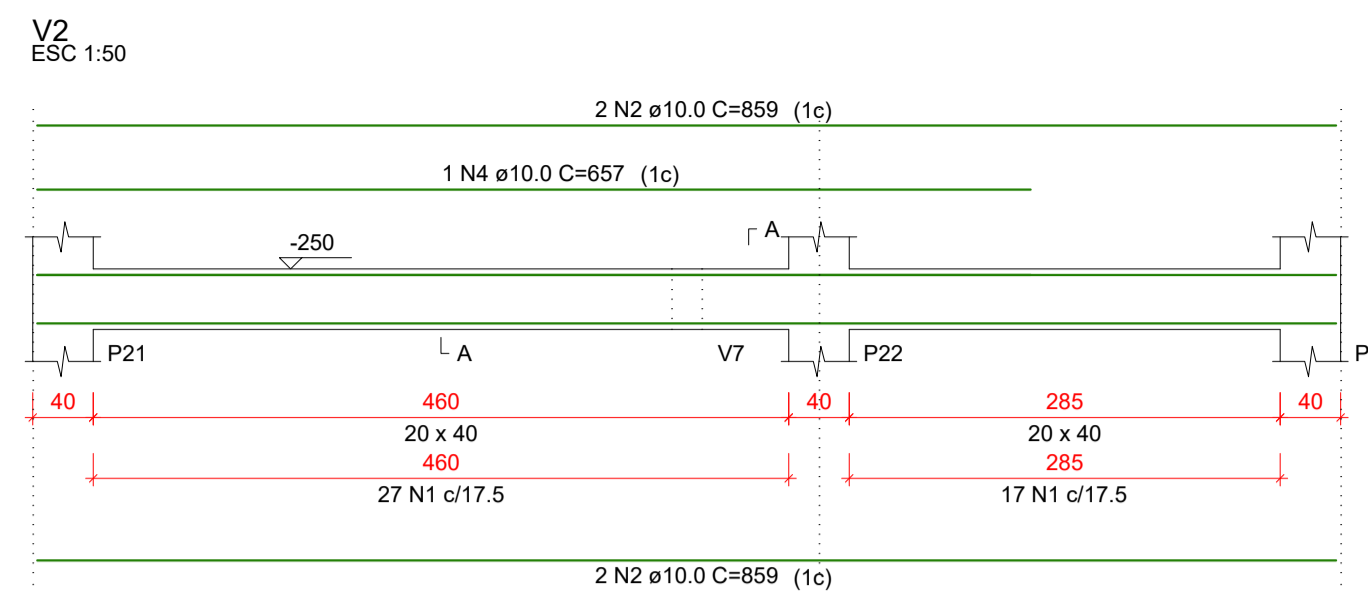 V2
ESC 1:50
2 N2 ø10.0 C=859 (1c)
1 N4 ø10.0 C=657 (1c)
A
-250
P21
A
V7
P22
P
40
460
40
285
40
20 x 40
20 x 40
460
285
27 N1 c/17.5
17 N1 c/17.5
2 N2 ø10.0 C=859 (1c)